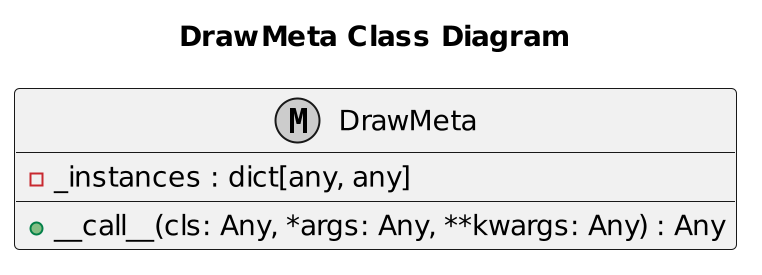 DrawMeta Class Diagram
M DrawMeta
_instances : dict[any, any]
__call__(cls: Any, *args: Any, **kwargs: Any) : Any